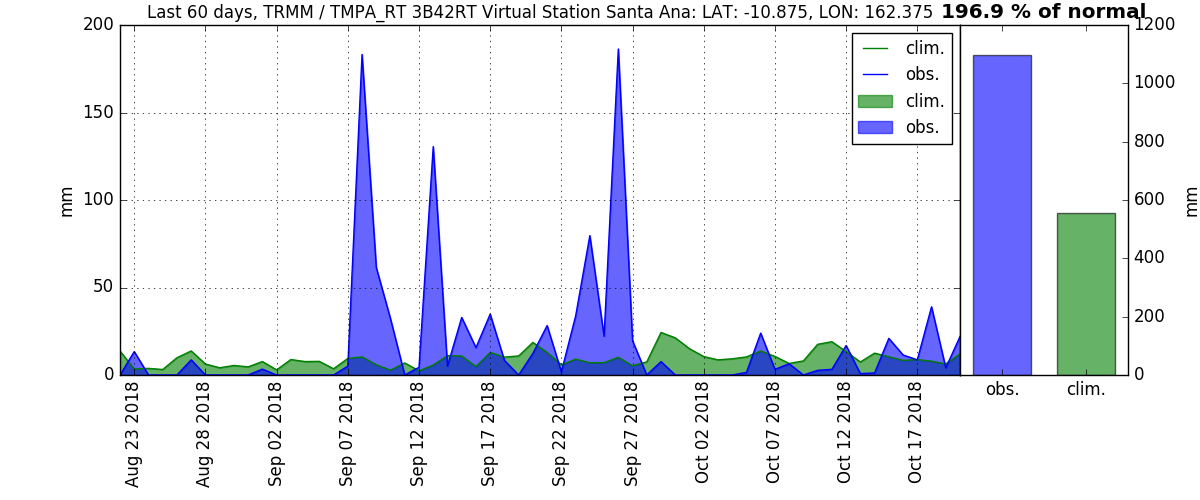 Last 60 days, TRMM / TMPA_RT 3B42RT Virtual Station Santa Ana: LAT: -10.875, LON: 162.375 196.9 % of normal
200
150
100
50
0
mm
clim.
obs.
clim.
obs.
1200
1000
800
600
400
200
0
mm
Aug 23 2018
Aug 28 2018
Sep 02 2018
Sep 07 2018
Sep 12 2018
Sep 17 2018
Sep 22 2018
Sep 27 2018
Oct 02 2018
Oct 07 2018
Oct 12 2018
Oct 17 2018
obs.
clim.